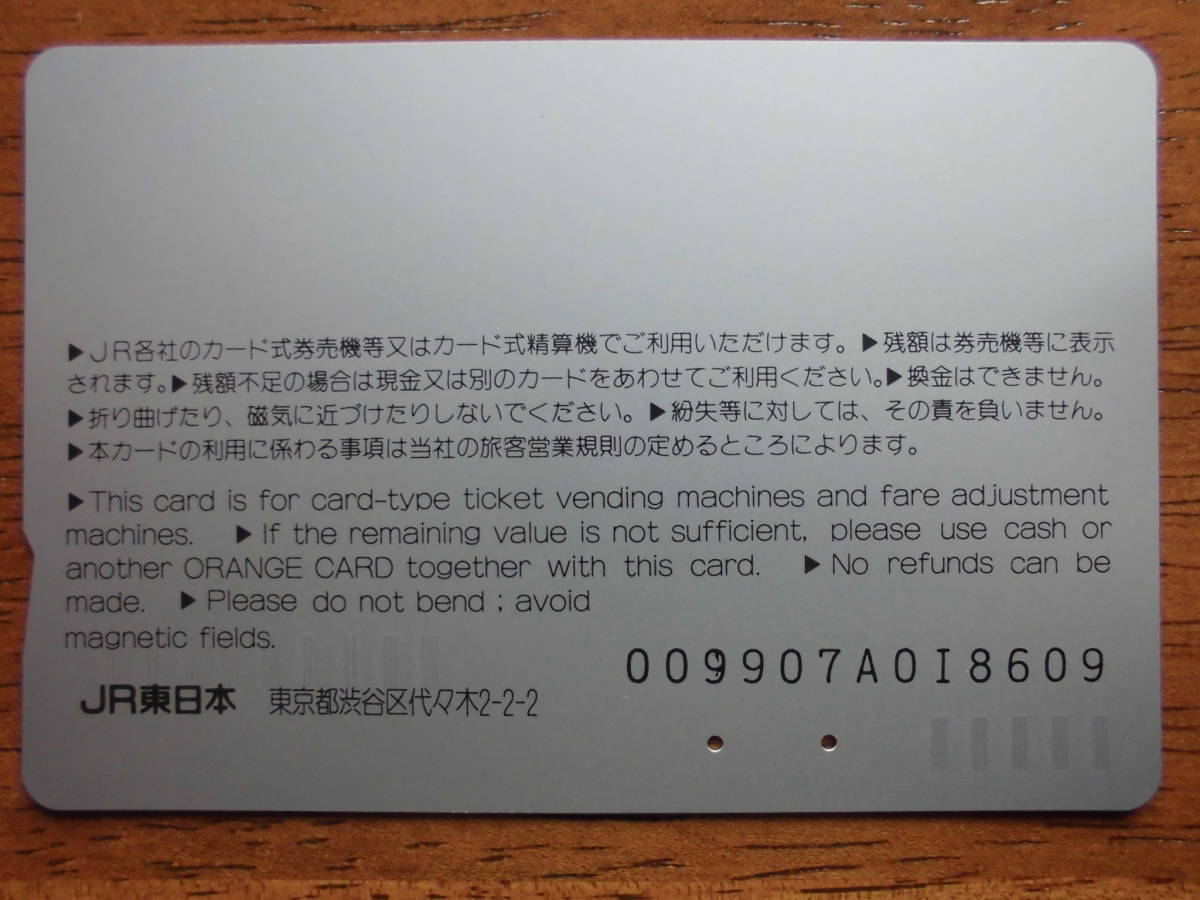 ▶JR各社のカード式券売機等又はカード式精算機でご利用いただけます。▶残額は券売機等に表示
されます。▶残額不足の場合は現金又は別のカードをあわせてご利用ください。▶換金はできません。
▶折り曲げたり、磁気に近づけたりしないでください。▶紛失等に対しては、その責を負いません。
▶本カードの利用に係わる事項は当社の旅客営業規則の定めるところによります。
▶This card is for card-type ticket vending machines and fare adjustment
machines. ▶If the remaining value is not sufficient, please use cash or
another ORANGE CARD together with this card. ▶No refunds can be
made. ▶Please do not bend ; avoid
magnetic fields.
009907A0I8609
JR東日本 東京都渋谷区代々木2-2-2